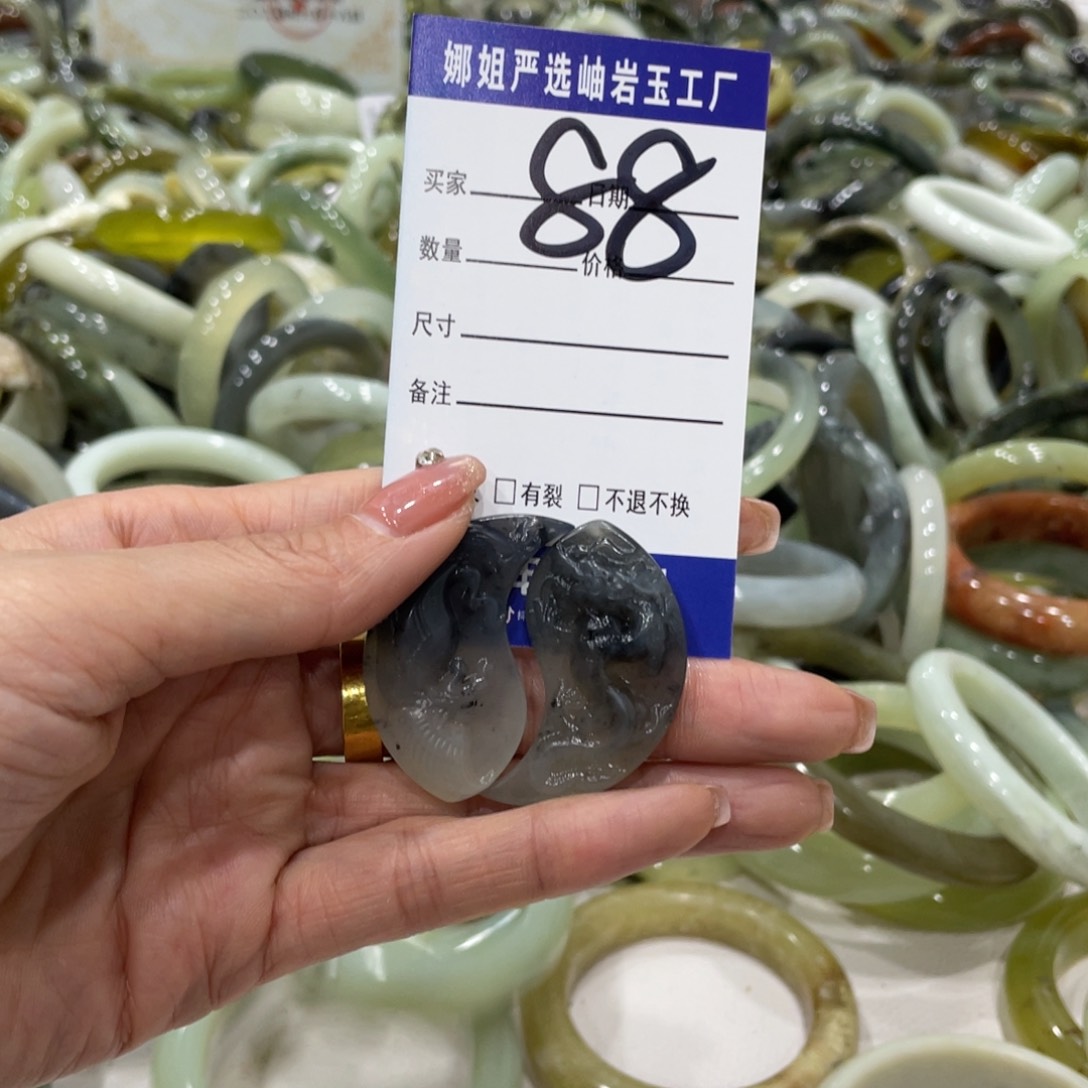 娜姐严选岫岩玉工厂
88
买家 日期
数量 价格
尺寸
备注
□有裂 □不退不换